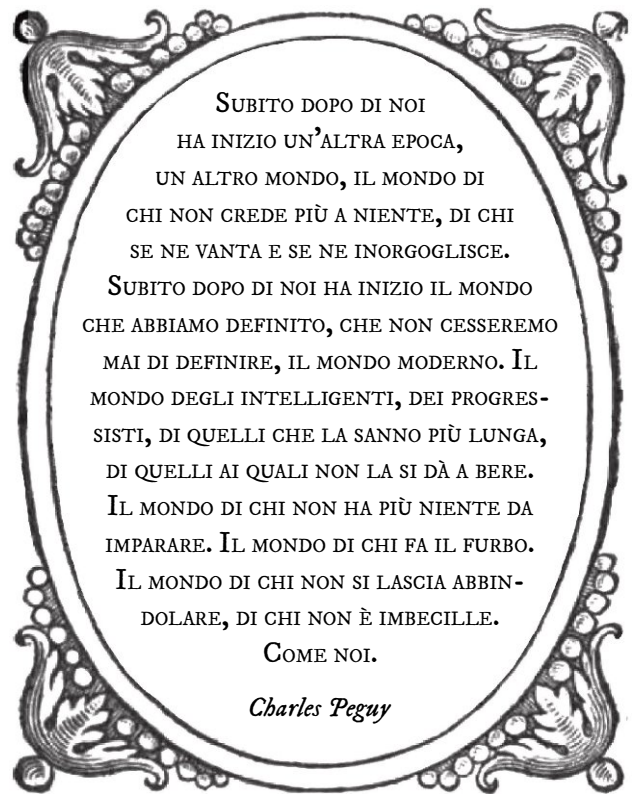 Subito dopo di noi
ha inizio un'altra epoca,
un altro mondo, il mondo di
chi non crede più a niente, di chi
se ne vanta e se ne inorgoglisce.
Subito dopo di noi ha inizio il mondo
che abbiamo definito, che non cesseremo
mai di definire, il mondo moderno. Il
mondo degli intelligenti, dei progres-
sisti, di quelli che la sanno più lunga,
di quelli ai quali non la si dà a bere.
Il mondo di chi non ha più niente da
imparare. Il mondo di chi fa il furbo.
Il mondo di chi non si lascia abbin-
dolare, di chi non è imbecille.
Come noi.
Charles Peguy